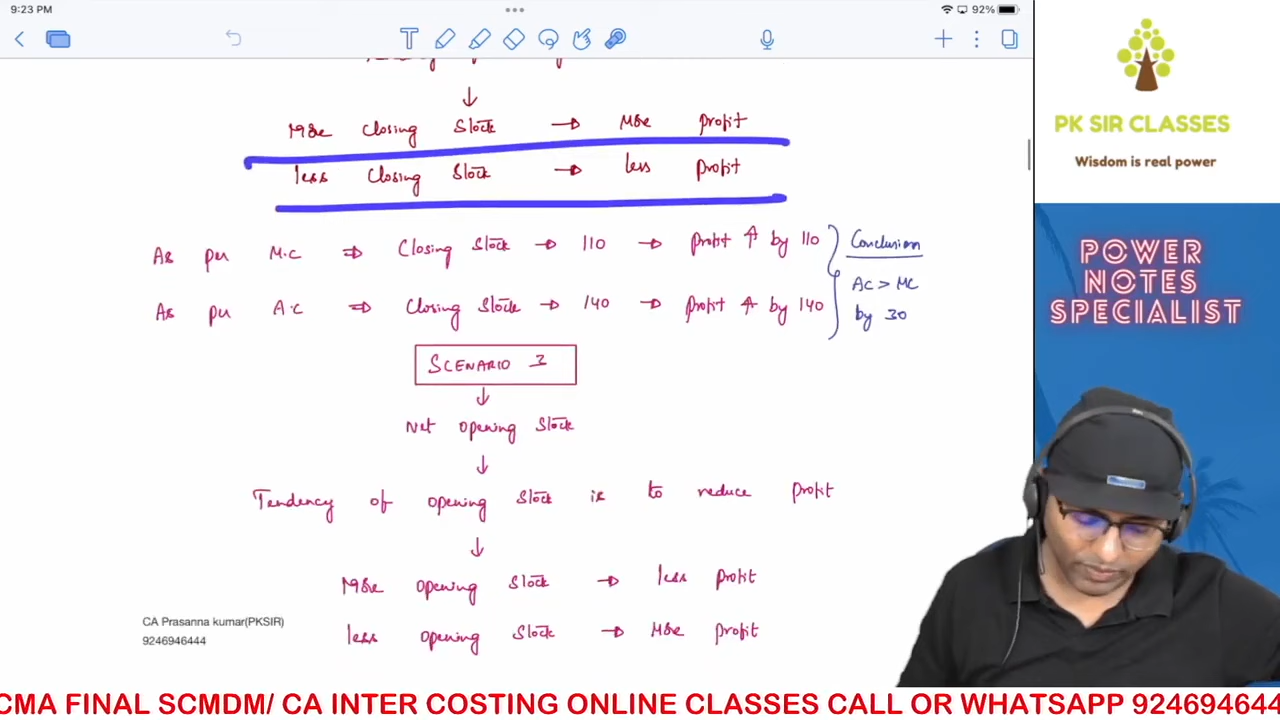 9:23 PM
92%
PK SIR CLASSES
Wisdom is real power
More Closing Stock → More Profit
less Closing Stock → less Profit
As per M.C ⇒ Closing Stock → 110 → Profit ↑ by 110
As per A.C ⇒ Closing Stock → 140 → Profit ↑ by 140
Conclusion
AC > MC
by 30
SCENARIO 3
↓
Net opening Stock
↓
Tendency of opening Stock is to reduce Profit
↓
More opening Stock → less Profit
less opening Stock → More Profit
CA Prasanna kumar(PKSIR)
9246946444
POWER
NOTES
SPECIALIST
CMA FINAL SCMDM/ CA INTER COSTING ONLINE CLASSES CALL OR WHATSAPP 924694644